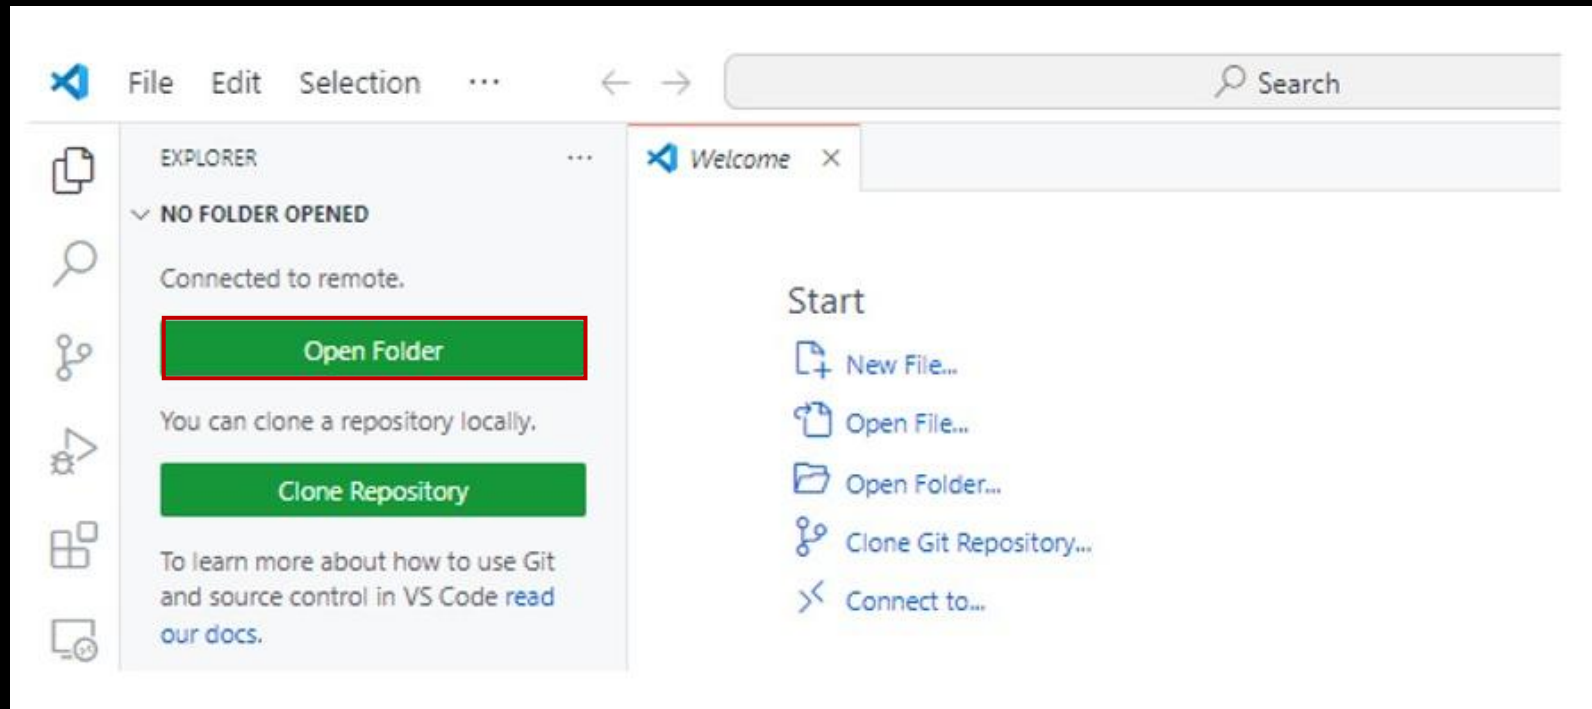 File Edit Selection ··· ← → Search
EXPLORER ···
NO FOLDER OPENED
Connected to remote.
Open Folder
You can clone a repository locally.
Clone Repository
To learn more about how to use Git
and source control in VS Code read
our docs.
Welcome ×
Start
New File...
Open File...
Open Folder...
Clone Git Repository...
Connect to...